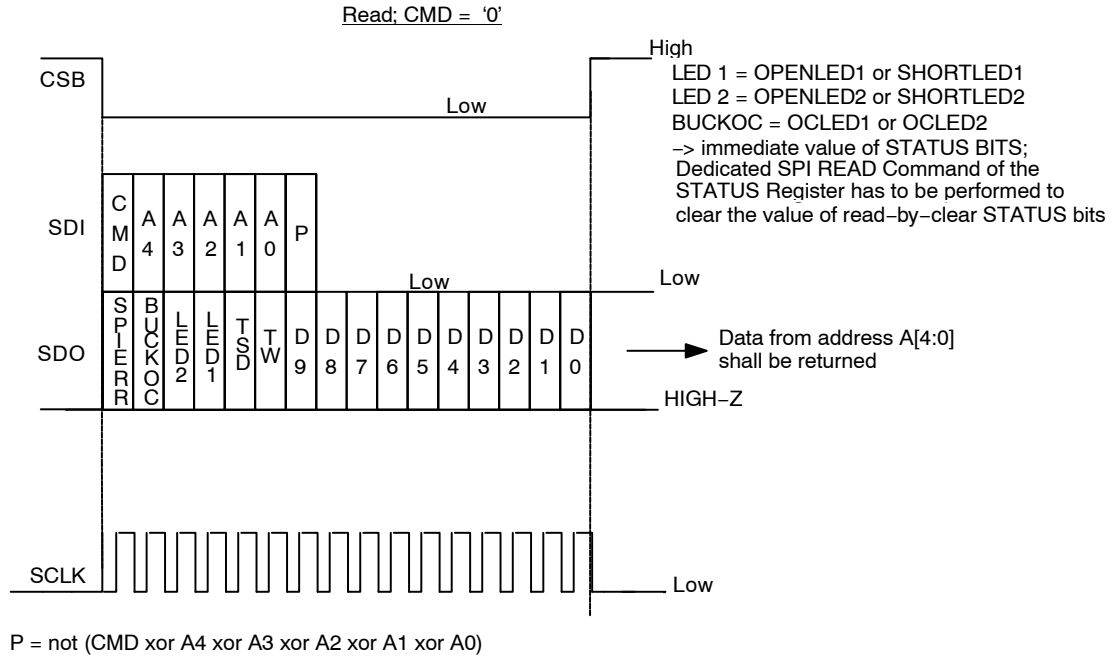 Read; CMD = ‘0’
CSB
High
Low
LED 1 = OPENLED1 or SHORTLED1
LED 2 = OPENLED2 or SHORTLED2
BUCKOC = OCLED1 or OCLED2
−> immediate value of STATUS BITS;
Dedicated SPI READ Command of the
STATUS Register has to be performed to
clear the value of read−by−clear STATUS bits
SDI
CMD A4 A3 A2 A1 A0 P
Low
Low
SDO
SPIERR BUCKOC LED2 LED1 TSD TW D9 D8 D7 D6 D5 D4 D3 D2 D1 D0
Data from address A[4:0]
shall be returned
HIGH−Z
SCLK
Low
P = not (CMD xor A4 xor A3 xor A2 xor A1 xor A0)